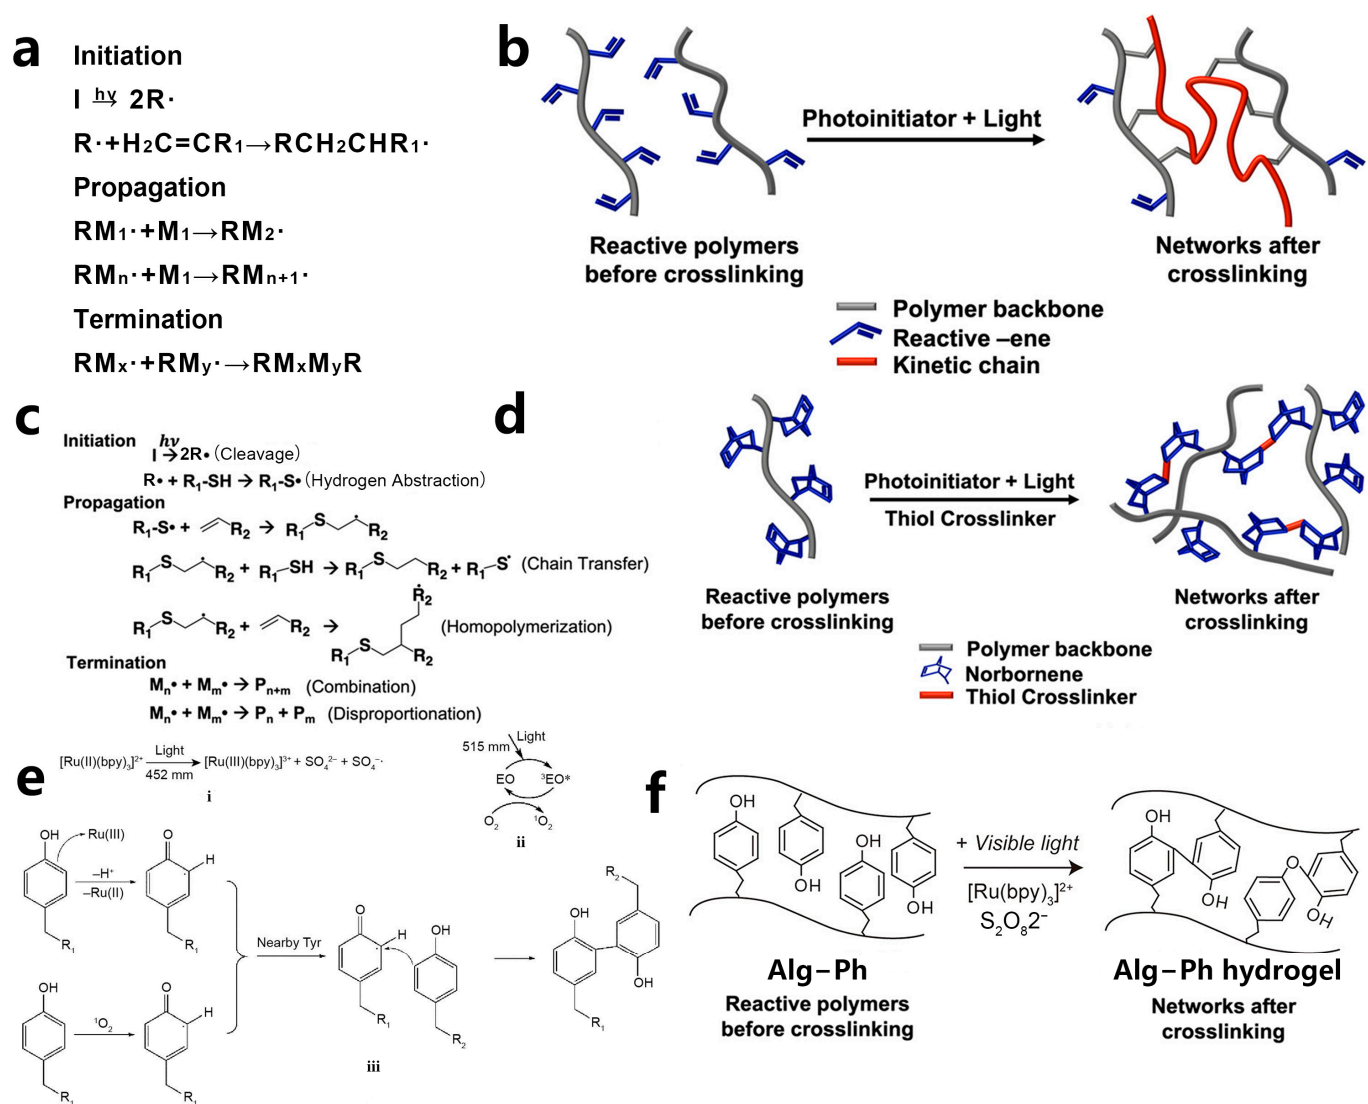 a
Initiation
I hν→ 2R·
R·+H₂C=CR₁→RCH₂CHR₁·
Propagation
RM₁·+M₁→RM₂·
RMₙ·+M₁→RMₙ₊₁·
Termination
RMₓ·+RMᵧ·→RMₓMᵧR
b
Photoinitiator + Light
Reactive polymers
before crosslinking
Networks after
crosslinking
Polymer backbone
Reactive –ene
Kinetic chain
c
Initiation
hν
I→2R• (Cleavage)
R• + R₁-SH → R₁-S• (Hydrogen Abstraction)
Propagation
R₁-S• + R₂ → R₁ S R₂
R₁ S R₂ + R₁ SH → R₁ S R₂ + R₁ S• (Chain Transfer)
R₁ S R₂ + R₂ → R₁ S R₂ Ṙ₂ (Homopolymerization)
Termination
Mₙ• + Mₘ• → Pₙ₊ₘ (Combination)
Mₙ• + Mₘ• → Pₙ + Pₘ (Disproportionation)
d
Photoinitiator + Light
Thiol Crosslinker
Reactive polymers
before crosslinking
Networks after
crosslinking
Polymer backbone
Norbornene
Thiol Crosslinker
e
[Ru(II)(bpy)₃]²⁺ Light 452 mm [Ru(III)(bpy)₃]³⁺ + SO₄²⁻ + SO₄⁻·
i
Light
515 mm
EO ³EO*
O₂ ¹O₂
ii
OH Ru(III) O H
–H⁺
–Ru(II)
R₁ R₁
OH ¹O₂ O H
R₁ R₁
Nearby Tyr
O H OH
R₁ R₂
iii
R₂
OH
OH
R₁
f
OH OH OH OH
+ Visible light
[Ru(bpy)₃]²⁺
S₂O₈2⁻
OH OH O OH
Alg–Ph
Reactive polymers
before crosslinking
Alg–Ph hydrogel
Networks after
crosslinking